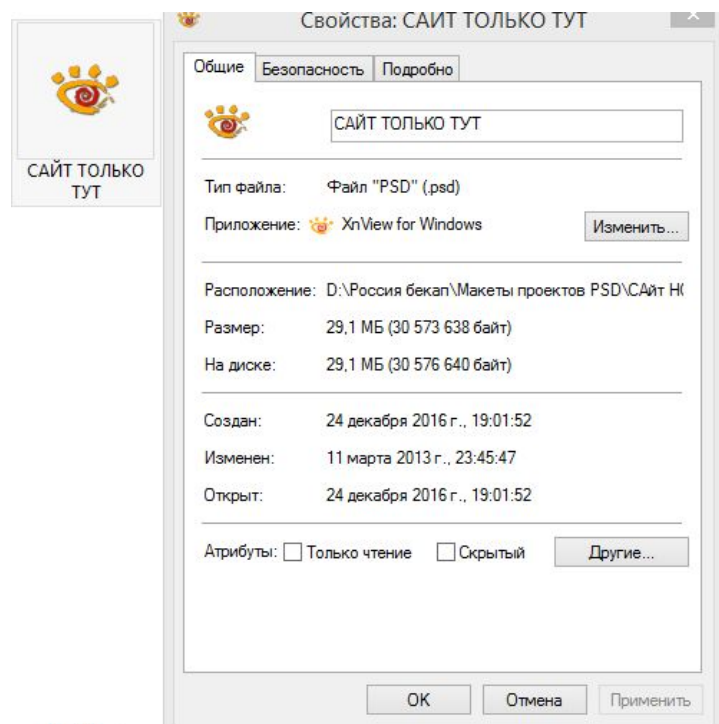 САЙТ ТОЛЬКО
ТУТ
Свойства: САЙТ ТОЛЬКО ТУТ
Общие Безопасность Подробно
САЙТ ТОЛЬКО ТУТ
Тип файла: Файл "PSD" (.psd)
Приложение: XnView for Windows Изменить...
Расположение: D:\Россия бекап\Макеты проектов PSD\САйт
Размер: 29,1 МБ (30 573 638 байт)
На диске: 29,1 МБ (30 576 640 байт)
Создан: 24 декабря 2016 г., 19:01:52
Изменен: 11 марта 2013 г., 23:45:47
Открыт: 24 декабря 2016 г., 19:01:52
Атрибуты: Только чтение Скрытый Другие...
OK Отмена Применить